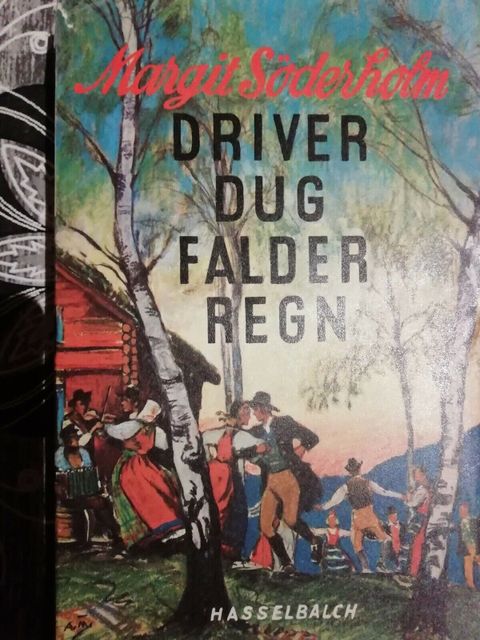 Margit Söderholm
DRIVER
DUG
FALDER
REGN
HASSELBALCH